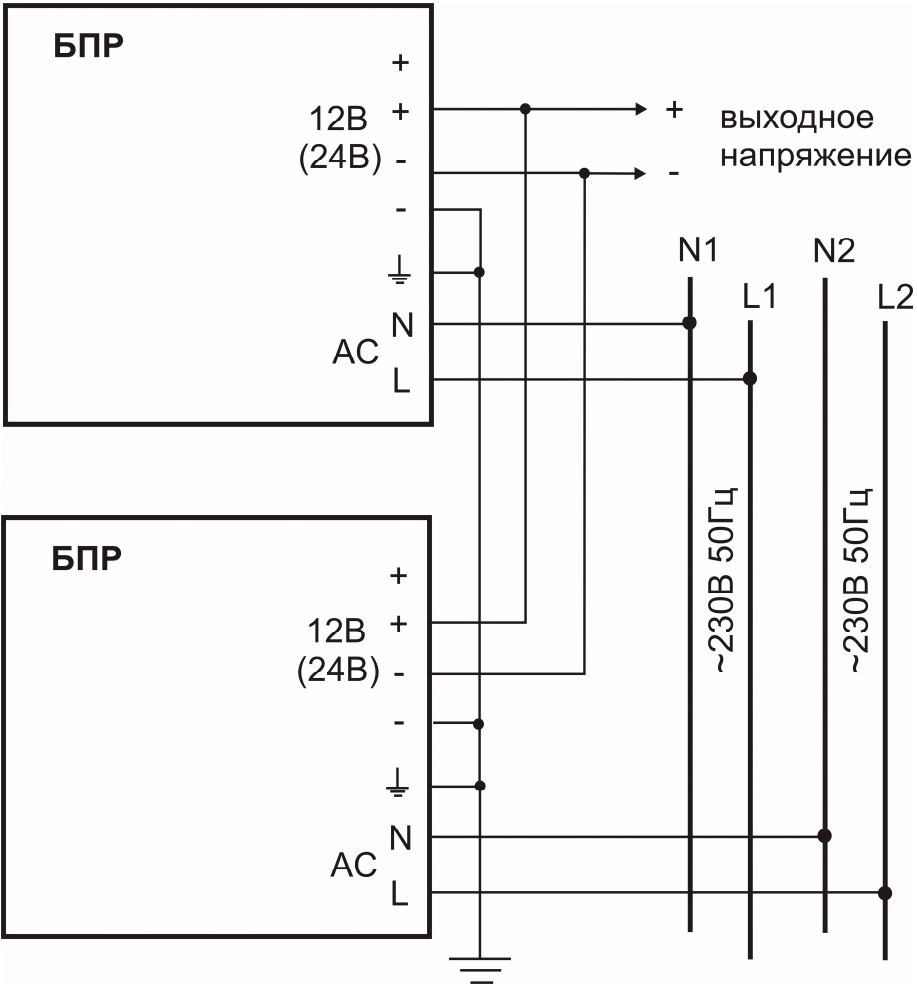 БПР
+
12В +
(24В) -
-
N
AC
L
+
-
выходное
напряжение
N1
L1
N2
L2
~230В 50Гц
~230В 50Гц
БПР
+
12В +
(24В) -
-
N
AC
L